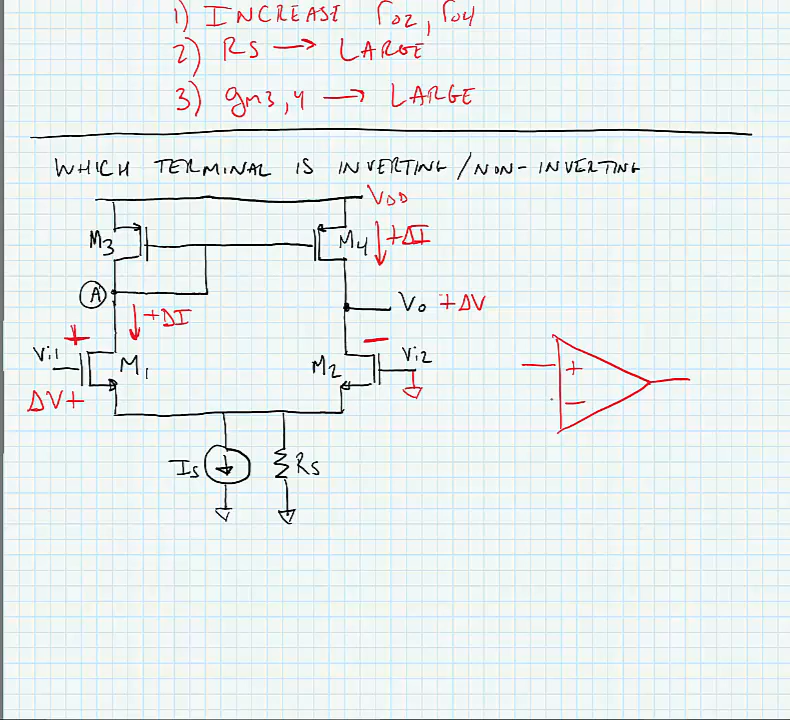 1) INCREASE ro2, ro4
2) RS → LARGE
3) gm3,4 → LARGE
WHICH TERMINAL IS INVERTING / NON-INVERTING
VDD
M3
M4
+ΔI
A
Vo +ΔV
+ΔI
+
−
Vi1
M1
M2
Vi2
+
ΔV+
−
Is
Rs